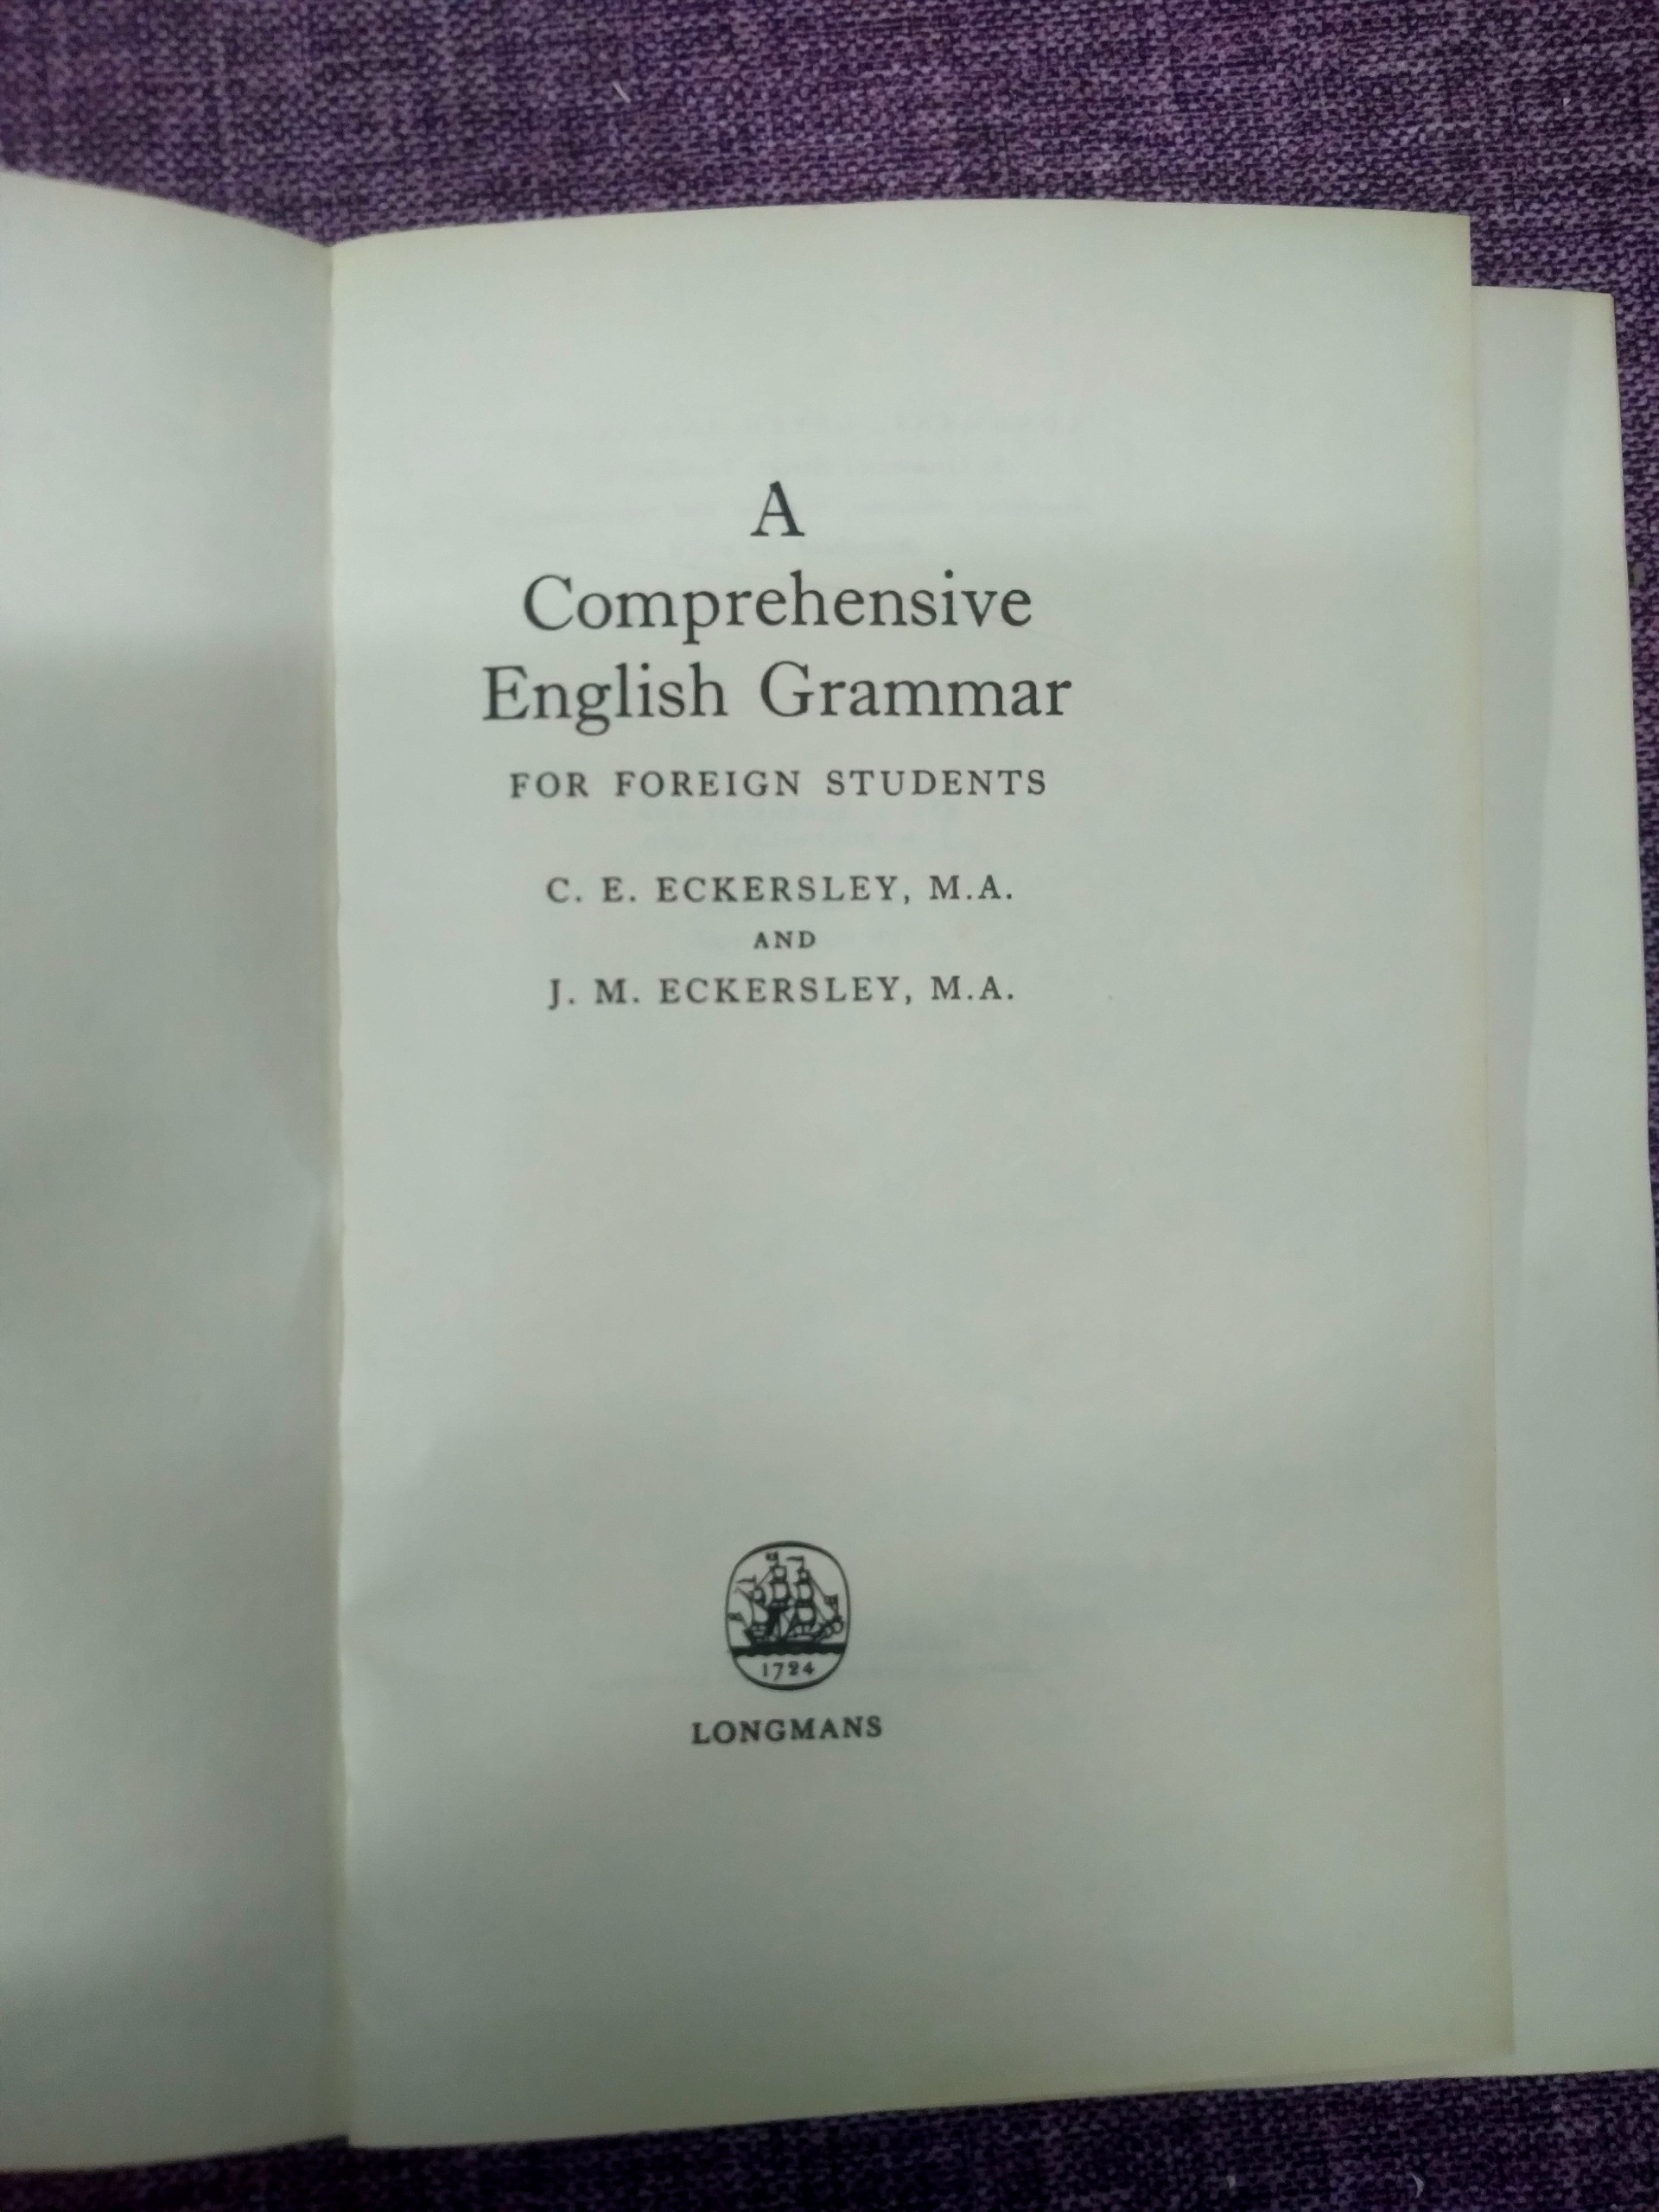 A
Comprehensive
English Grammar
FOR FOREIGN STUDENTS
C. E. ECKERSLEY, M.A.
AND
J. M. ECKERSLEY, M.A.
1724
LONGMANS